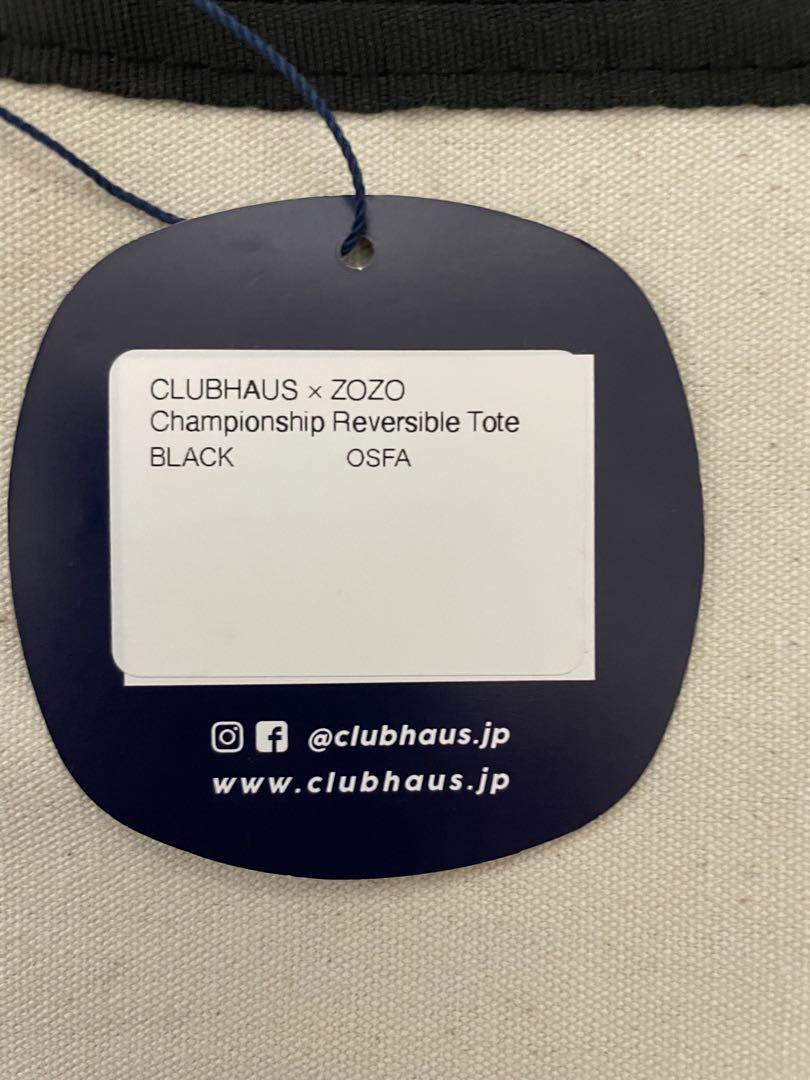 CLUBHAUS × ZOZO
Championship Reversible Tote
BLACK OSFA
@clubhaus.jp
www.clubhaus.jp